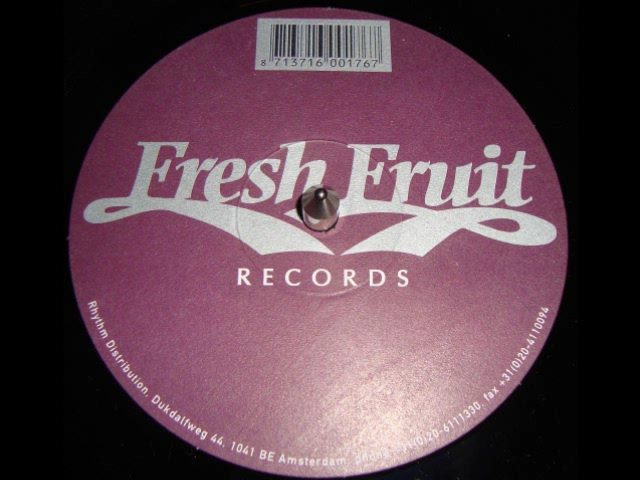 8 713716 001767
Fresh Fruit
RECORDS
Rhythm Distribution, Dukdalfweg 44, 1041 BE Amsterdam, phone +31(0)20-6111330, fax +31(0)20-4110094